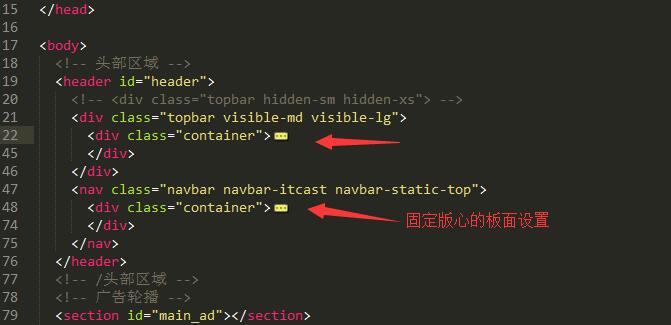 15 </head>
16
17 <body>
18 <!-- 头部区域 -->
19 <header id="header">
20 <!-- <div class="topbar hidden-sm hidden-xs"> -->
21 <div class="topbar visible-md visible-lg">
22 <div class="container">
45 </div>
46 </div>
47 <nav class="navbar navbar-itcast navbar-static-top">
48 <div class="container"> 固定版心的板面设置
74 </div>
75 </nav>
76 </header>
77 <!-- /头部区域 -->
78 <!-- 广告轮播 -->
79 <section id="main_ad"></section>